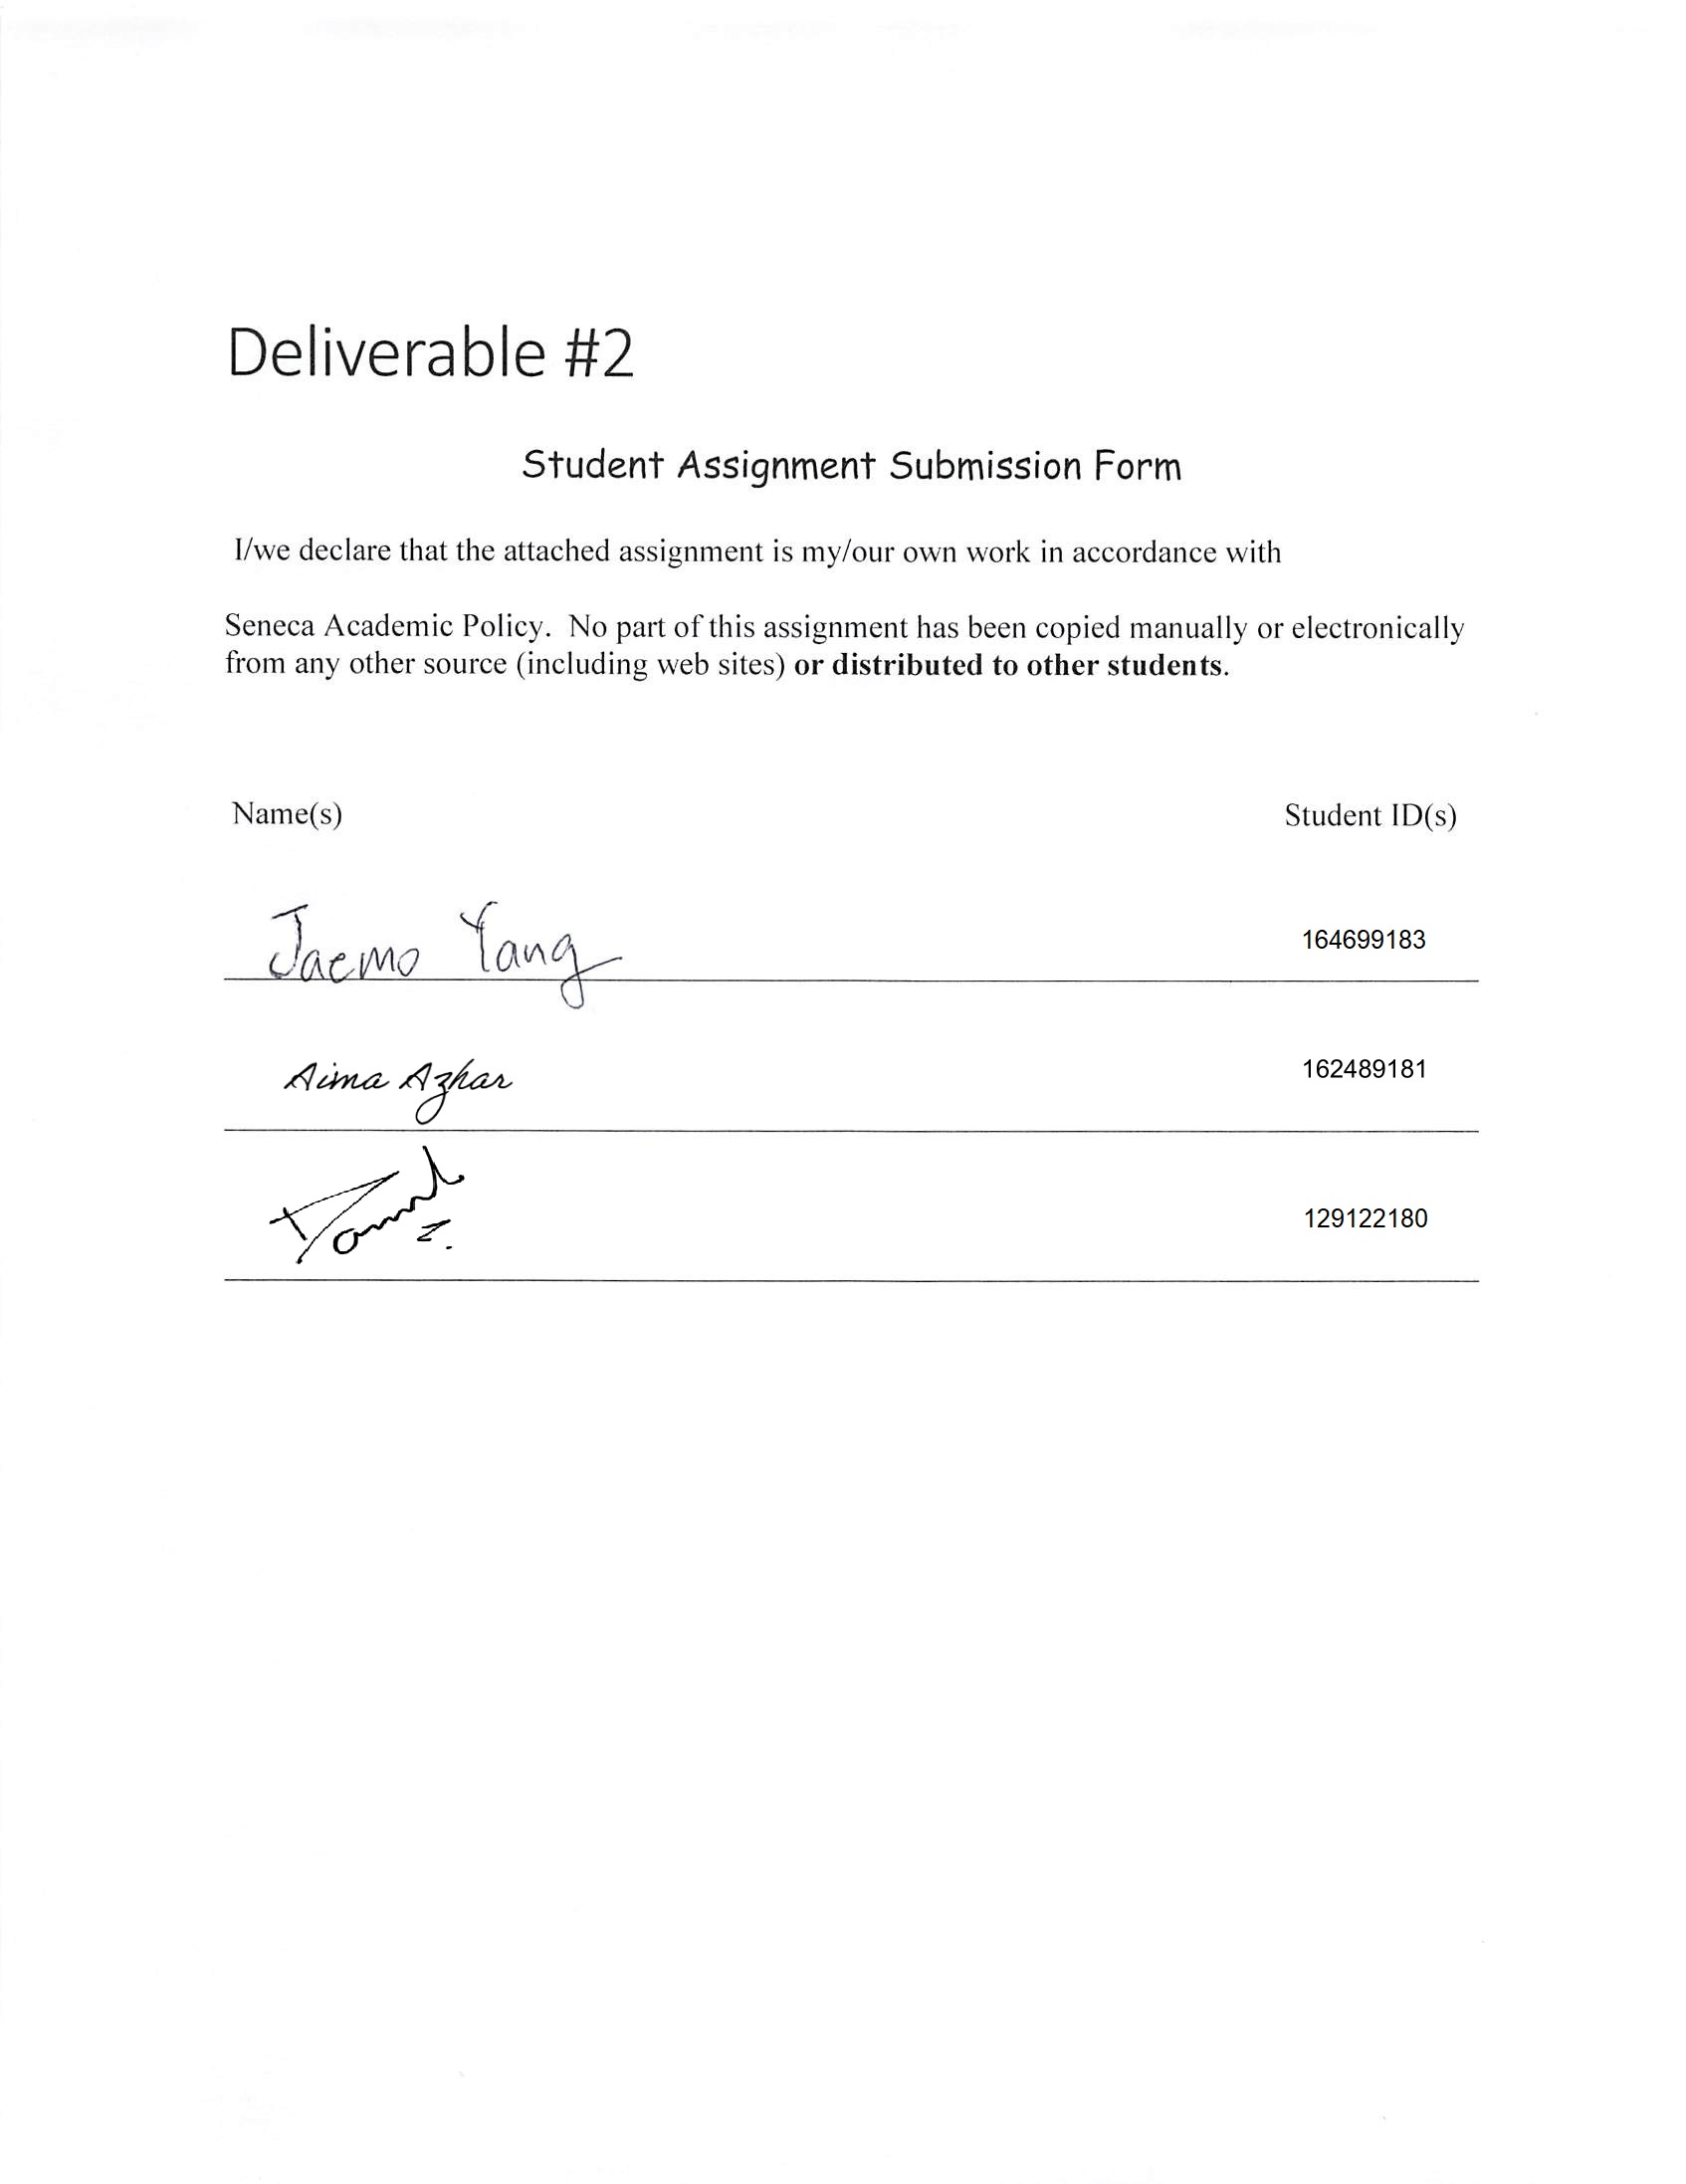 Deliverable #2
Student Assignment Submission Form
I/we declare that the attached assignment is my/our own work in accordance with
Seneca Academic Policy.  No part of this assignment has been copied manually or electronically
from any other source (including web sites) or distributed to other students.
Name(s) Student ID(s)
Jaemo Yang 164699183
Aima Azhar 162489181
Z. 129122180